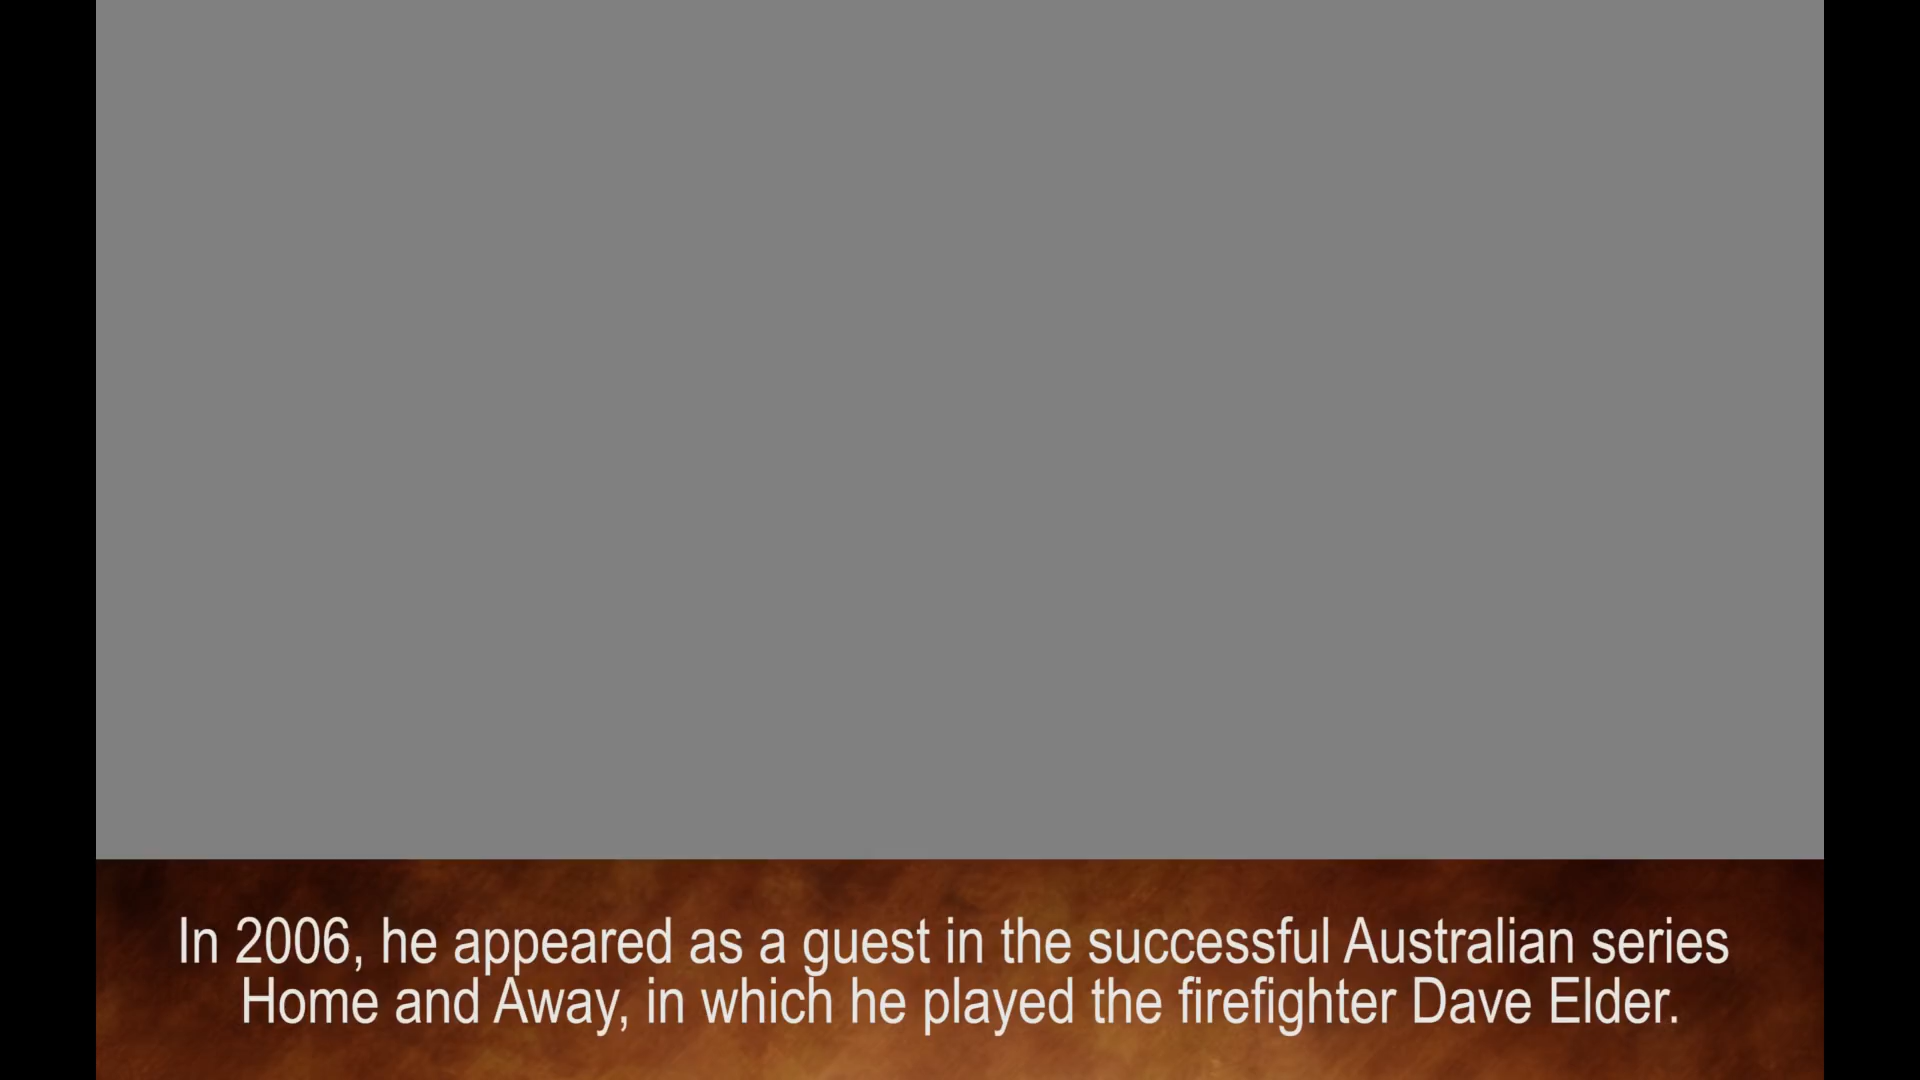 In 2006, he appeared as a guest in the successful Australian series
Home and Away, in which he played the firefighter Dave Elder.